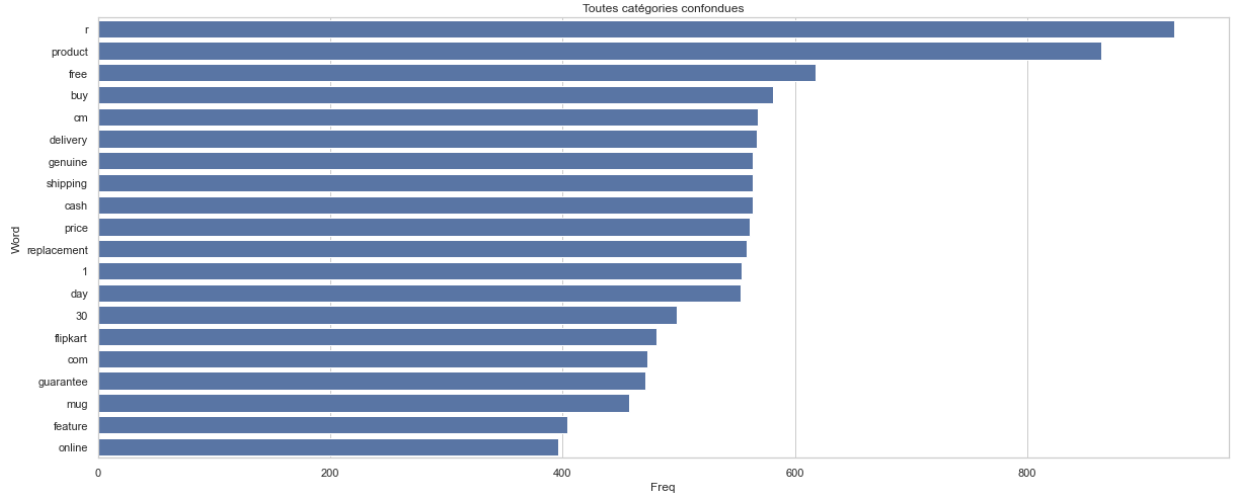 Toutes catégories confondues
r
product
free
buy
cm
delivery
genuine
shipping
cash
price
replacement
1
day
30
flipkart
com
guarantee
mug
feature
online
Word
0 200 400 600 800
Freq